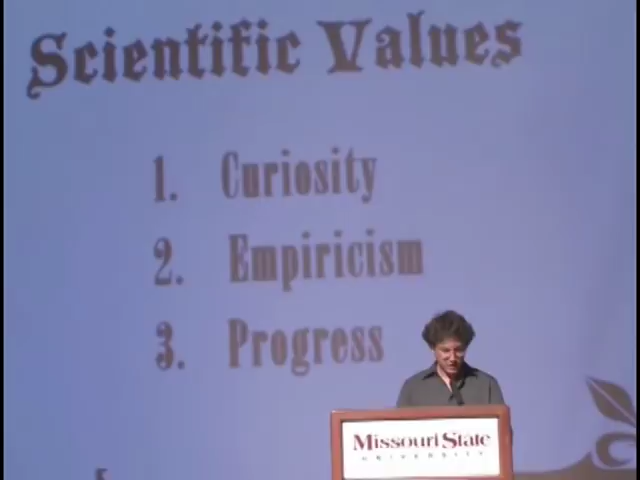 Scientific Values
1. Curiosity
2. Empiricism
3. Progress
Missouri State
UNIVERSITY